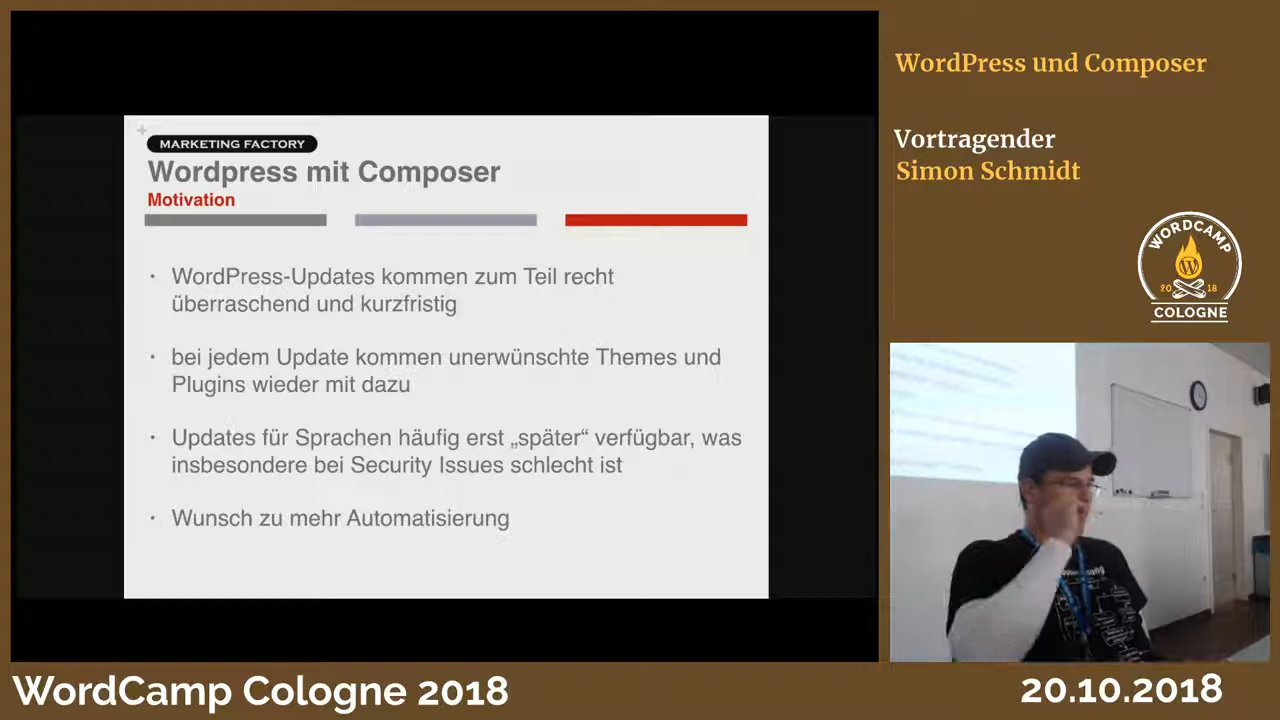 MARKETING FACTORY
Wordpress mit Composer
Motivation
· WordPress-Updates kommen zum Teil recht
überraschend und kurzfristig
· bei jedem Update kommen unerwünschte Themes und
Plugins wieder mit dazu
· Updates für Sprachen häufig erst „später“ verfügbar, was
insbesondere bei Security Issues schlecht ist
· Wunsch zu mehr Automatisierung
WordPress und Composer
Vortragender
Simon Schmidt
WORDCAMP
20 18
COLOGNE
WordCamp Cologne 2018
20.10.2018